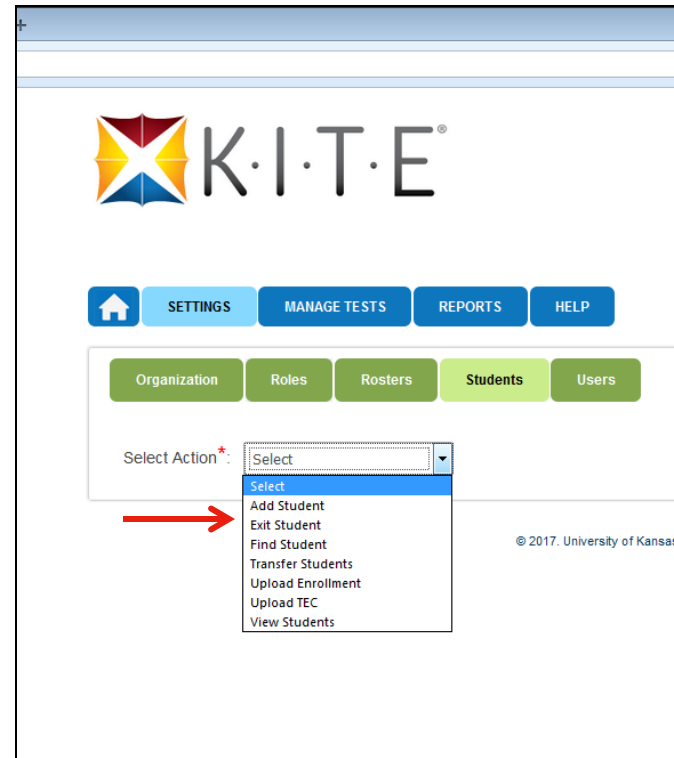 +
K·I·T·E®
SETTINGS MANAGE TESTS REPORTS HELP
Organization Roles Rosters Students Users
Select Action*: Select
Select
Add Student
Exit Student
Find Student
© 2017. University of Kansas
Transfer Students
Upload Enrollment
Upload TEC
View Students